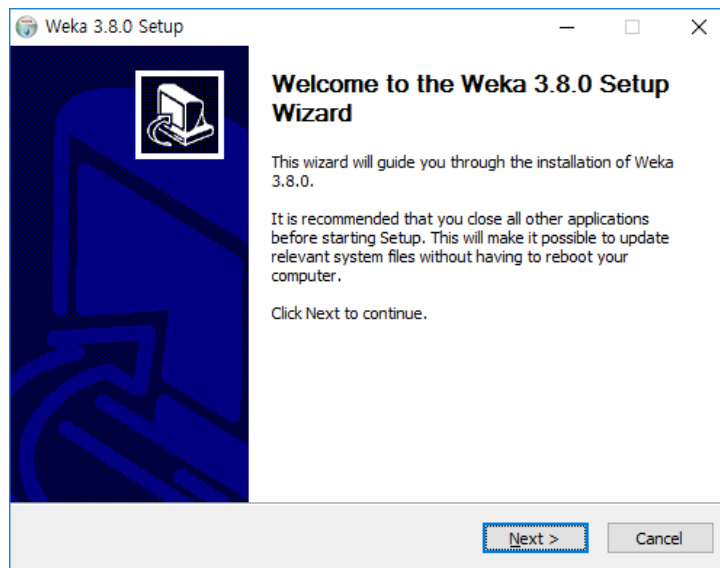 Weka 3.8.0 Setup
Welcome to the Weka 3.8.0 Setup
Wizard
This wizard will guide you through the installation of Weka
3.8.0.
It is recommended that you close all other applications
before starting Setup. This will make it possible to update
relevant system files without having to reboot your
computer.
Click Next to continue.
Next >
Cancel